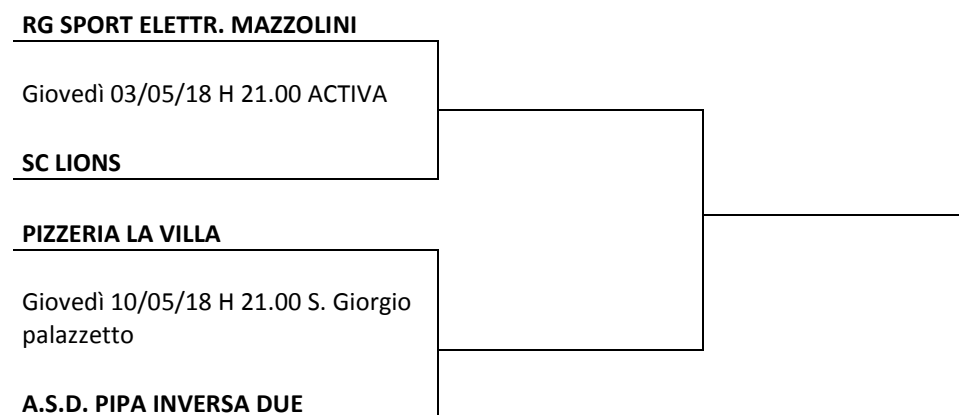 RG SPORT ELETTR. MAZZOLINI
Giovedì 03/05/18 H 21.00 ACTIVA
SC LIONS
PIZZERIA LA VILLA
Giovedì 10/05/18 H 21.00 S. Giorgio
palazzetto
A.S.D. PIPA INVERSA DUE